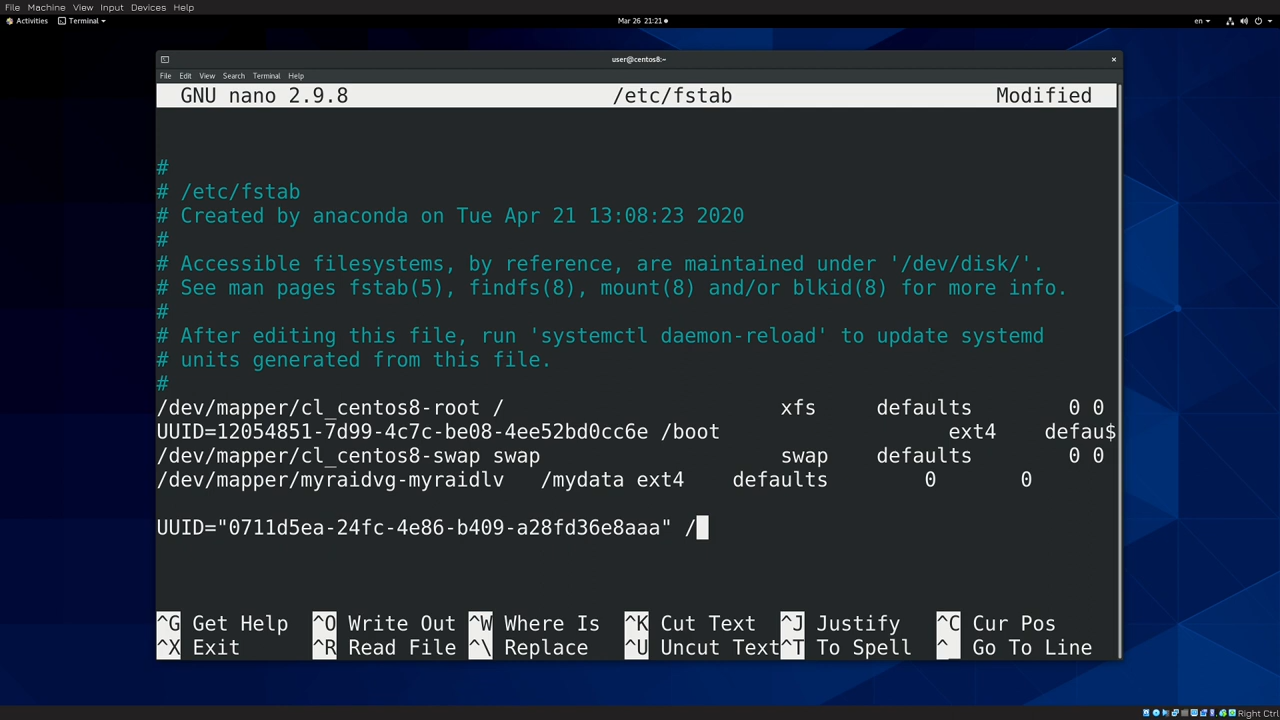 File Machine View Input Devices Help
Activities Terminal Mar 26 21:21 en
user@centos8:~
File Edit View Search Terminal Help
GNU nano 2.9.8 /etc/fstab Modified
#
# /etc/fstab
# Created by anaconda on Tue Apr 21 13:08:23 2020
#
# Accessible filesystems, by reference, are maintained under '/dev/disk/'.
# See man pages fstab(5), findfs(8), mount(8) and/or blkid(8) for more info.
#
# After editing this file, run 'systemctl daemon-reload' to update systemd
# units generated from this file.
#
/dev/mapper/cl_centos8-root / xfs defaults 0 0
UUID=12054851-7d99-4c7c-be08-4ee52bd0cc6e /boot ext4 defau$
/dev/mapper/cl_centos8-swap swap swap defaults 0 0
/dev/mapper/myraidvg-myraidlv /mydata ext4 defaults 0 0
UUID="0711d5ea-24fc-4e86-b409-a28fd36e8aaa" /
^G Get Help ^O Write Out ^W Where Is ^K Cut Text ^J Justify ^C Cur Pos
^X Exit ^R Read File ^\ Replace ^U Uncut Text ^T To Spell ^_ Go To Line
Right Ctrl